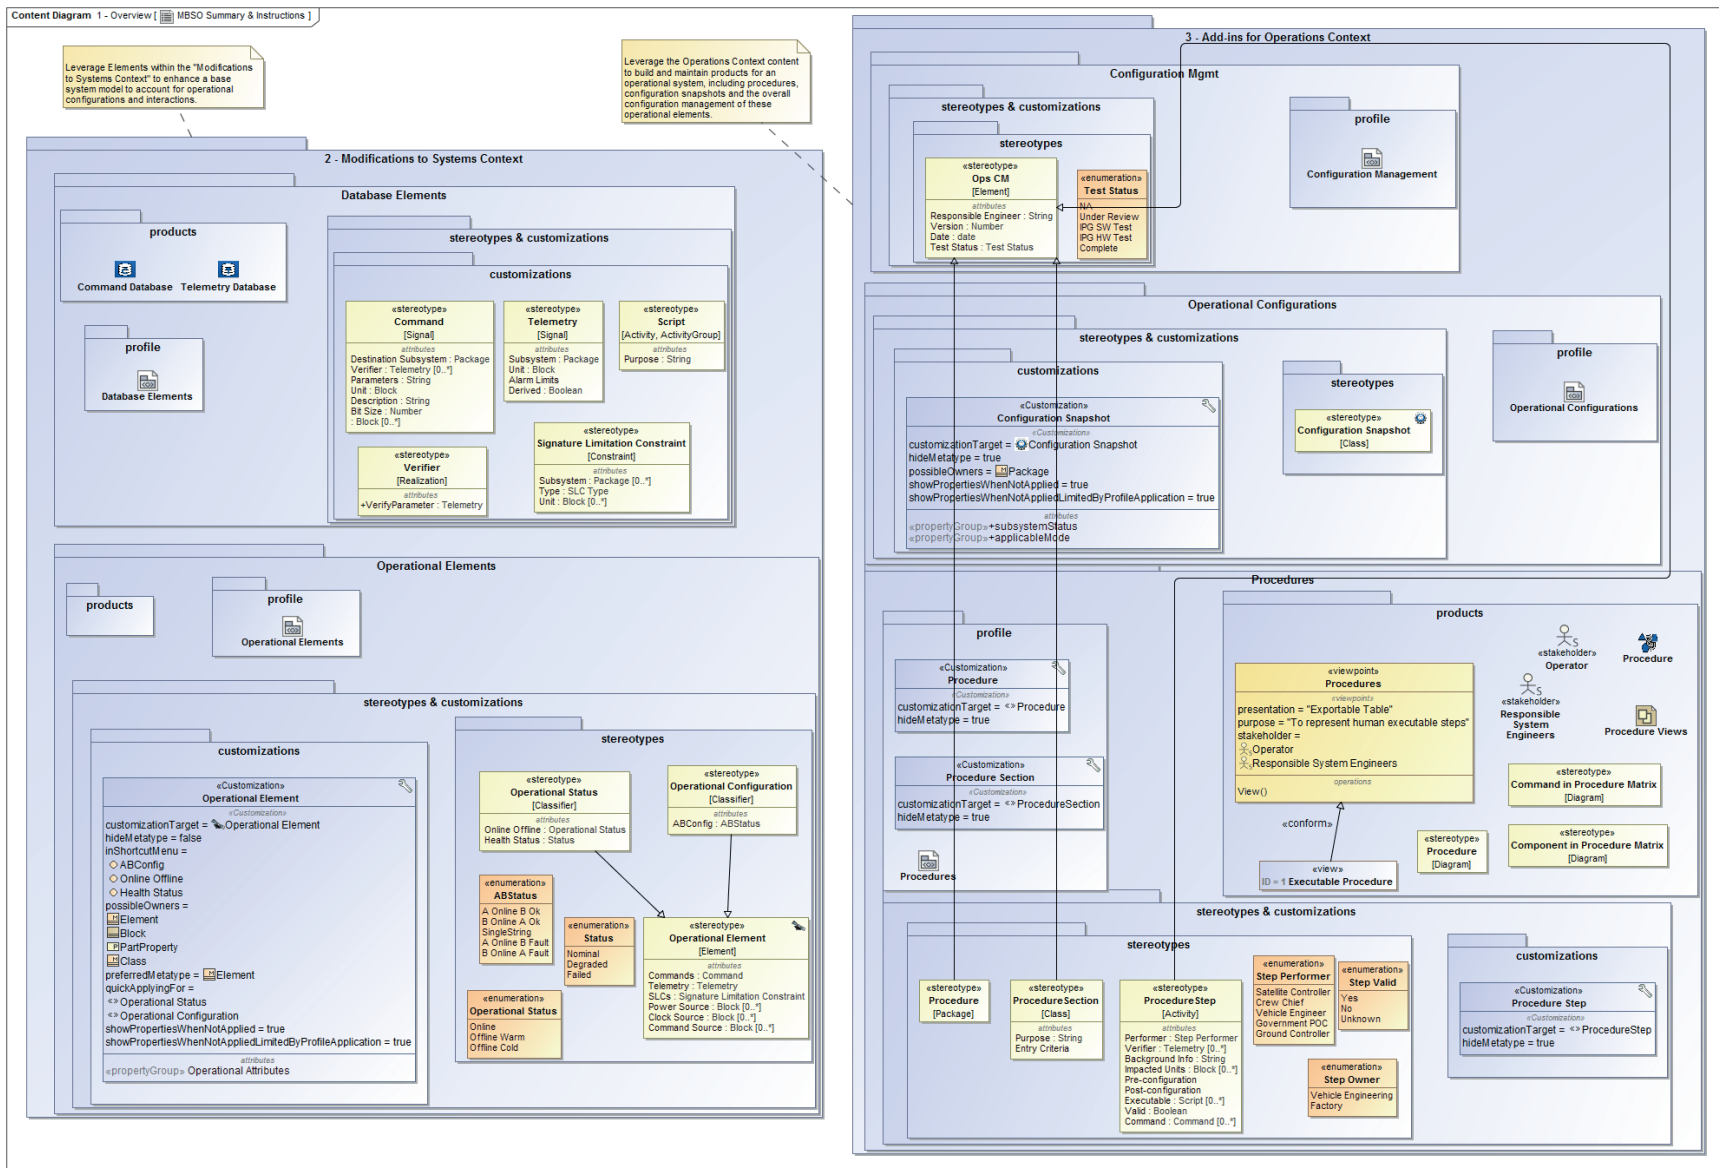 Content Diagram 1 - Overview [ MBSO Summary & Instructions ]
Leverage Elements within the "Modifications
to Systems Context" to enhance a base
system model to account for operational
configurations and interactions.
Leverage the Operations Context content
to build and maintain products for an
operational system, including procedures,
configuration snapshots and the overall
configuration management of these
operational elements.
2 - Modifications to Systems Context
Database Elements
products
Command Database
Telemetry Database
profile
Database Elements
stereotypes & customizations
customizations
«stereotype»
Command
[Signal]
attributes
Destination Subsystem : Package
Verifier : Telemetry [0..*]
Parameters : String
Unit : Block
Description : String
Bit Size : Number
: Block [0..*]
«stereotype»
Telemetry
[Signal]
attributes
Subsystem : Package
Unit : Block
Alarm Limits
Derived : Boolean
«stereotype»
Script
[Activity, ActivityGroup]
attributes
Purpose : String
«stereotype»
Verifier
[Realization]
attributes
+VerifyParameter : Telemetry
«stereotype»
Signature Limitation Constraint
[Constraint]
attributes
Subsystem : Package [0..*]
Type : SLC Type
Unit : Block [0..*]
Operational Elements
products
profile
Operational Elements
stereotypes & customizations
customizations
«Customization»
Operational Element
«Customization»
customizationTarget = Operational Element
hideMetatype = false
inShortcutMenu =
ABConfig
Online Offline
Health Status
possibleOwners =
Element
Block
PartProperty
Class
preferredMetatype = Element
quickApplyingFor =
«» Operational Status
«» Operational Configuration
showPropertiesWhenNotApplied = true
showPropertiesWhenNotAppliedLimitedByProfileApplication = true
attributes
«propertyGroup» Operational Attributes
stereotypes
«stereotype»
Operational Status
[Classifier]
attributes
Online Offline : Operational Status
Health Status : Status
«stereotype»
Operational Configuration
[Classifier]
attributes
ABConfig : ABStatus
«enumeration»
ABStatus
A Online B Ok
B Online A Ok
SingleString
A Online B Fault
B Online A Fault
«enumeration»
Status
Nominal
Degraded
Failed
«enumeration»
Operational Status
Online
Offline Warm
Offline Cold
«stereotype»
Operational Element
[Element]
attributes
Commands : Command
Telemetry : Telemetry
SLCs : Signature Limitation Constraint
Power Source : Block [0..*]
Clock Source : Block [0..*]
Command Source : Block [0..*]
3 - Add-ins for Operations Context
Configuration Mgmt
stereotypes & customizations
stereotypes
«stereotype»
Ops CM
[Element]
attributes
Responsible Engineer : String
Version : Number
Date : date
Test Status : Test Status
«enumeration»
Test Status
NA
Under Review
IPG SW Test
IPG HW Test
Complete
profile
Configuration Management
Operational Configurations
stereotypes & customizations
customizations
«Customization»
Configuration Snapshot
«Customization»
customizationTarget = Configuration Snapshot
hideMetatype = true
possibleOwners = Package
showPropertiesWhenNotApplied = true
showPropertiesWhenNotAppliedLimitedByProfileApplication = true
attributes
«propertyGroup»+subsystemStatus
«propertyGroup»+applicableMode
stereotypes
«stereotype»
Configuration Snapshot
[Class]
profile
Operational Configurations
Procedures
profile
«Customization»
Procedure
«Customization»
customizationTarget = «» Procedure
hideMetatype = true
«Customization»
Procedure Section
«Customization»
customizationTarget = «» ProcedureSection
hideMetatype = true
Procedures
products
«viewpoint»
Procedures
«viewpoint»
presentation = "Exportable Table"
purpose = "To represent human executable steps"
stakeholder =
Operator
Responsible System Engineers
operations
View()
«conform»
«view»
ID = 1 Executable Procedure
S
«stakeholder»
Operator
Procedure
S
«stakeholder»
Responsible
System
Engineers
Procedure Views
«stereotype»
Command in Procedure Matrix
[Diagram]
«stereotype»
Procedure
[Diagram]
«stereotype»
Component in Procedure Matrix
[Diagram]
stereotypes & customizations
stereotypes
«stereotype»
Procedure
[Package]
«stereotype»
ProcedureSection
[Class]
attributes
Purpose : String
Entry Criteria
«stereotype»
ProcedureStep
[Activity]
attributes
Performer : Step Performer
Verifier : Telemetry [0..*]
Background Info : String
Impacted Units : Block [0..*]
Pre-configuration
Post-configuration
Executable : Script [0..*]
Valid : Boolean
Command : Command [0..*]
«enumeration»
Step Performer
Satellite Controller
Crew Chief
Vehicle Engineer
Government POC
Ground Controller
«enumeration»
Step Valid
Yes
No
Unknown
«enumeration»
Step Owner
Vehicle Engineering
Factory
customizations
«Customization»
Procedure Step
«Customization»
customizationTarget = «» ProcedureStep
hideMetatype = true